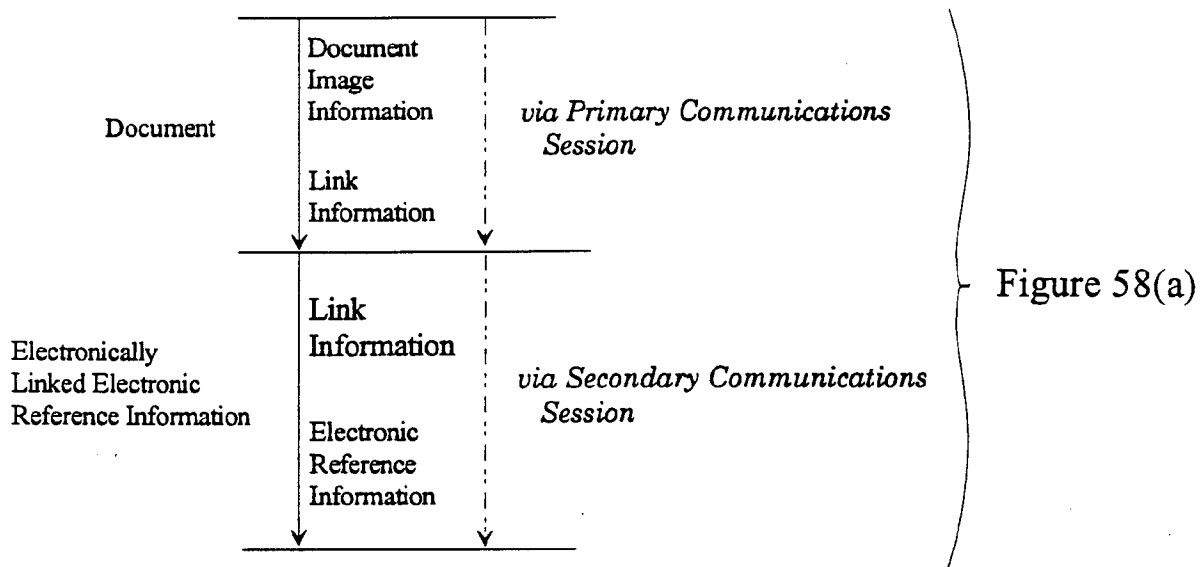 Document
Document
Image
Information
Link
Information
via Primary Communications
Session
Electronically
Linked Electronic
Reference Information
Link
Information
Electronic
Reference
Information
via Secondary Communications
Session
Figure 58(a)